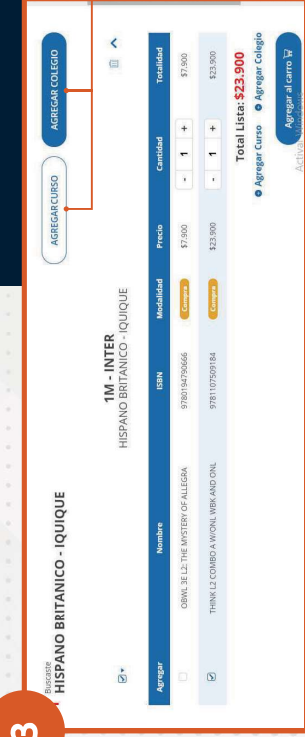 3
Buscaste
HISPANO BRITANICO - IQUIQUE
AGREGAR CURSO
AGREGAR COLEGIO
1M - INTER
HISPANO BRITANICO - IQUIQUE
Agregar Nombre ISBN Modalidad Precio Cantidad Totalidad
OBWL 3E L2: THE MYSTERY OF ALLEGRA 9780194790666 Compra $7.900 - 1 + $7.900
THINK L2 COMBO A W/ONL WBK AND ONL 9781107509184 Compra $23.900 - 1 + $23.900
Total Lista: $23.900
Agregar Curso Agregar Colegio
Agregar al carro
Activar Windows